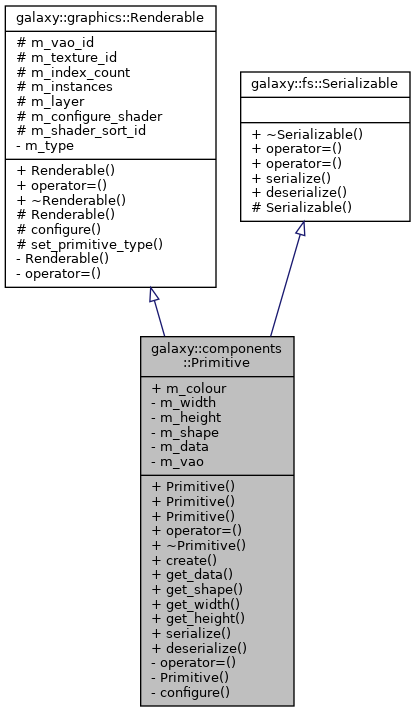 galaxy::graphics::Renderable
# m_vao_id
# m_texture_id
# m_index_count
# m_instances
# m_layer
# m_configure_shader
# m_shader_sort_id
- m_type
+ Renderable()
+ operator=()
+ ~Renderable()
# Renderable()
# configure()
# set_primitive_type()
- Renderable()
- operator=()
galaxy::fs::Serializable
+ ~Serializable()
+ operator=()
+ operator=()
+ serialize()
+ deserialize()
# Serializable()
galaxy::components
::Primitive
+ m_colour
- m_width
- m_height
- m_shape
- m_data
- m_vao
+ Primitive()
+ Primitive()
+ Primitive()
+ operator=()
+ ~Primitive()
+ create()
+ get_data()
+ get_shape()
+ get_width()
+ get_height()
+ serialize()
+ deserialize()
- operator=()
- Primitive()
- configure()